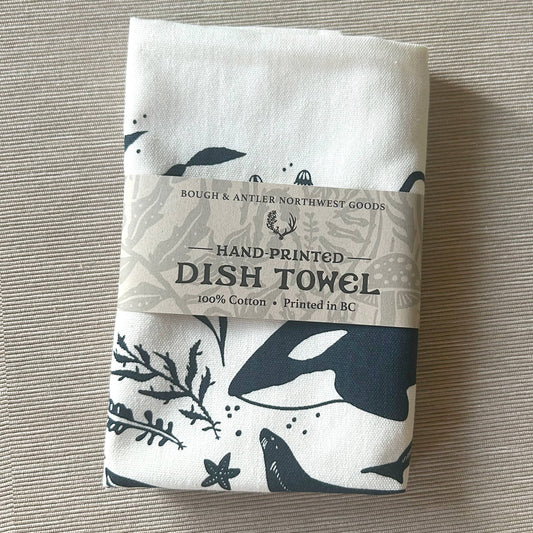 BOUGH & ANTLER NORTHWEST GOODS
HAND-PRINTED
DISH TOWEL
100% Cotton • Printed in BC